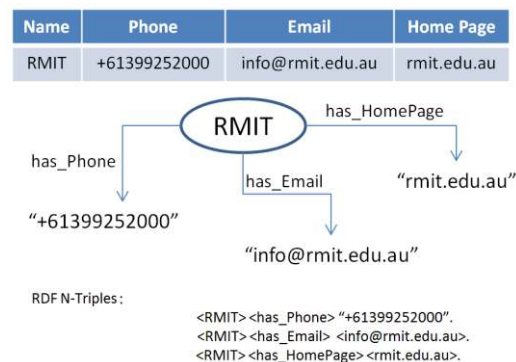 Name Phone Email Home Page
RMIT +61399252000 info@rmit.edu.au rmit.edu.au
RMIT
has_HomePage
has_Phone
has_Email
"rmit.edu.au"
"+61399252000"
"info@rmit.edu.au"
RDF N-Triples：
<RMIT> <has_Phone> "+61399252000".
<RMIT> <has_Email> <info@rmit.edu.au>.
<RMIT> <has_HomePage> <rmit.edu.au>.